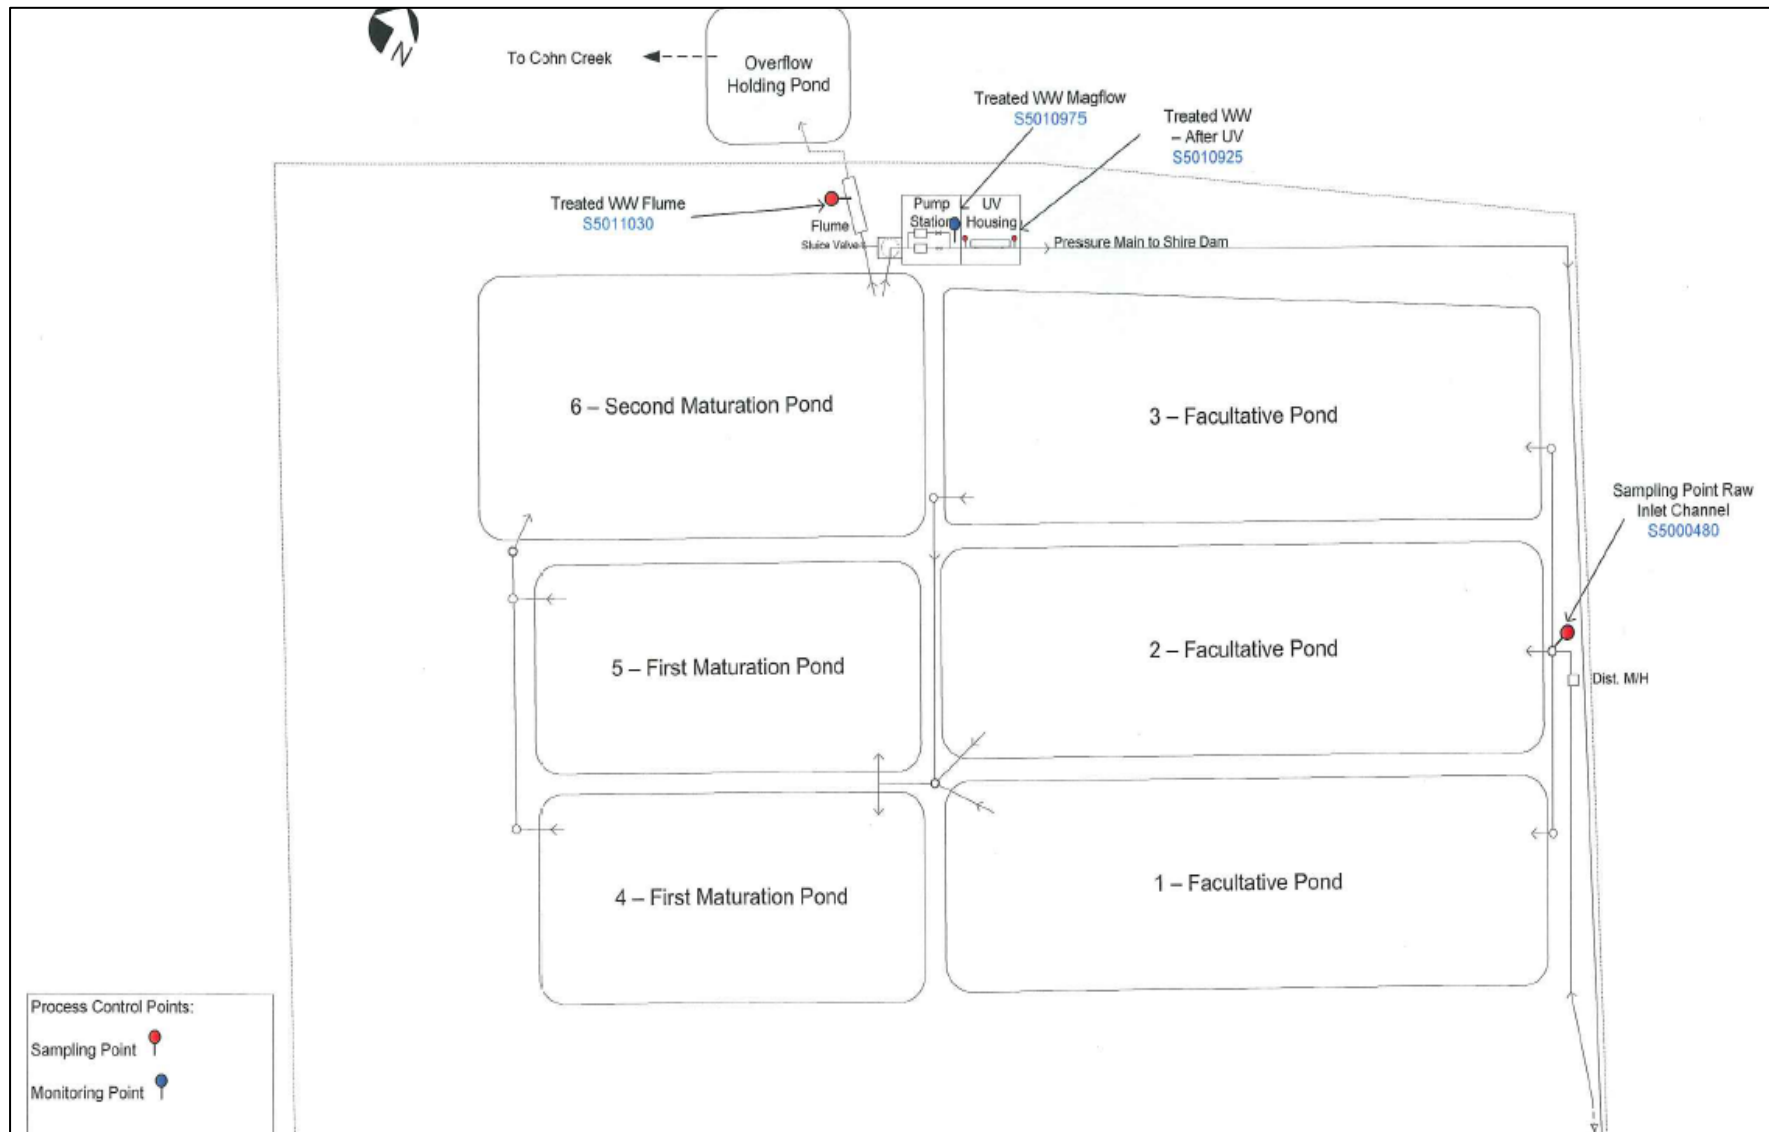 N
To Cohn Creek
Overflow
Holding Pond
Treated WW Magflow
S5010975
Treated WW
– After UV
S5010925
Treated WW Flume
S5011030
Flume
Sluice Valve
Pump
Station
UV
Housing
Pressure Main to Shire Dam
6 – Second Maturation Pond
3 – Facultative Pond
Sampling Point Raw
Inlet Channel
S5000480
5 – First Maturation Pond
2 – Facultative Pond
Dist. M/H
4 – First Maturation Pond
1 – Facultative Pond
Process Control Points:
Sampling Point
Monitoring Point